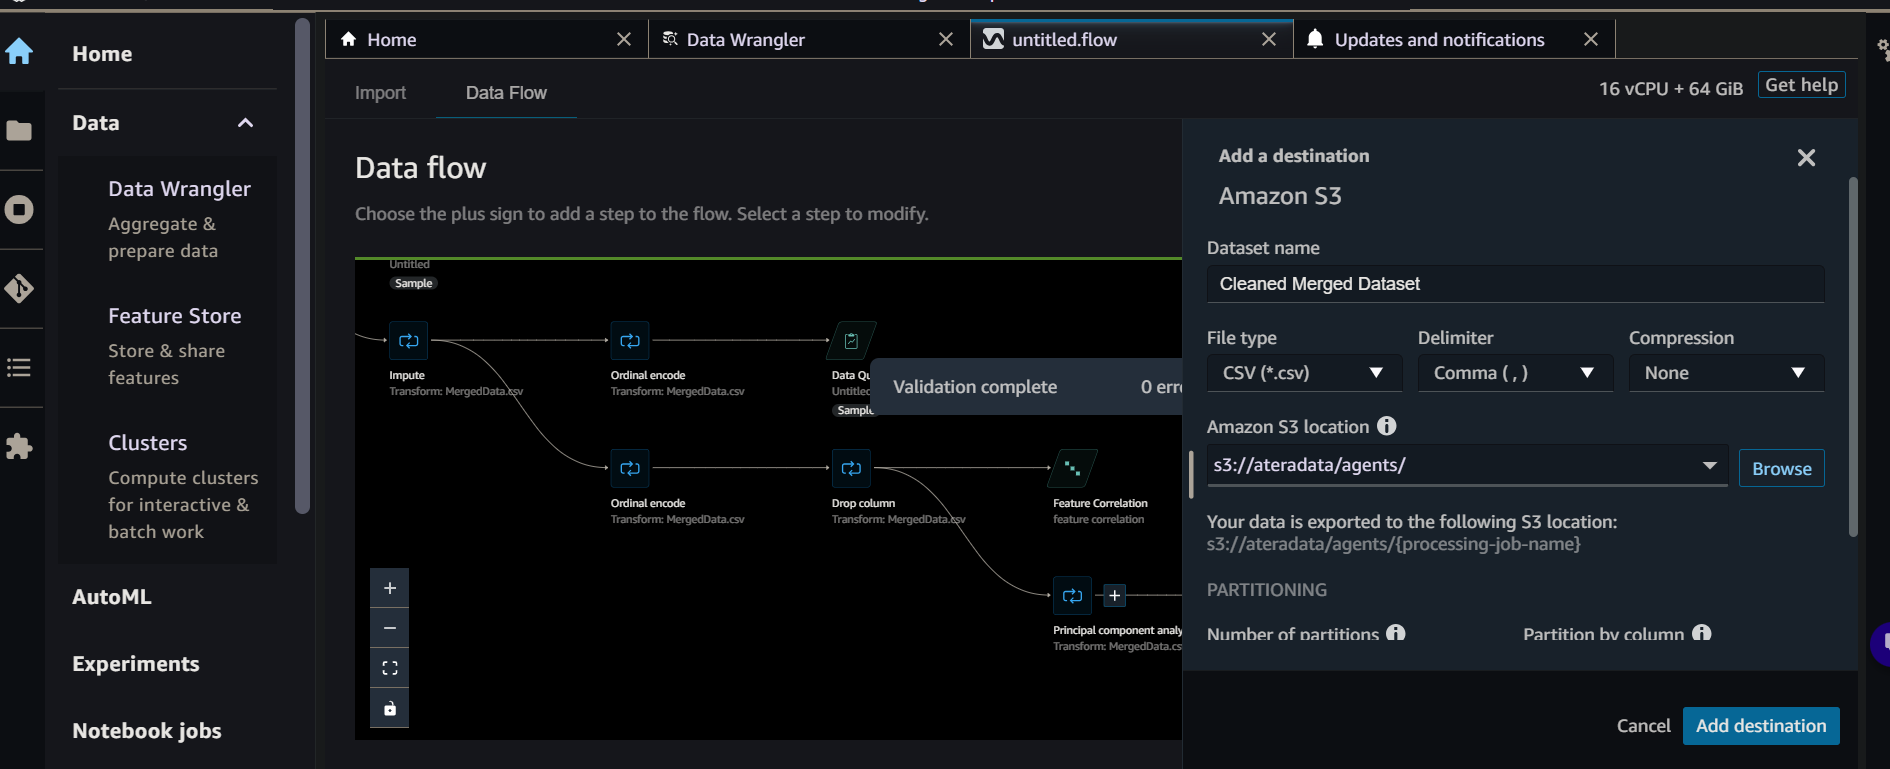 Home
Data Wrangler
untitled.flow
Updates and notifications
Home
Data
Data Wrangler
Aggregate &
prepare data
Feature Store
Store & share
features
Clusters
Compute clusters
for interactive &
batch work
AutoML
Experiments
Notebook jobs
Import
Data Flow
16 vCPU + 64 GiB
Get help
Data flow
Choose the plus sign to add a step to the flow. Select a step to modify.
Untitled
Sample
Impute
Transform: MergedData.csv
Ordinal encode
Transform: MergedData.csv
Data Qu
Untitled
Sample
Validation complete
0 erro
Ordinal encode
Transform: MergedData.csv
Drop column
Transform: MergedData.csv
Feature Correlation
feature correlation
Principal component analy
Transform: MergedData.cs
Add a destination
Amazon S3
Dataset name
Cleaned Merged Dataset
File type
Delimiter
Compression
CSV (*.csv)
Comma ( , )
None
Amazon S3 location
s3://ateradata/agents/
Browse
Your data is exported to the following S3 location:
s3://ateradata/agents/{processing-job-name}
PARTITIONING
Number of partitions
Partition by column
Cancel
Add destination